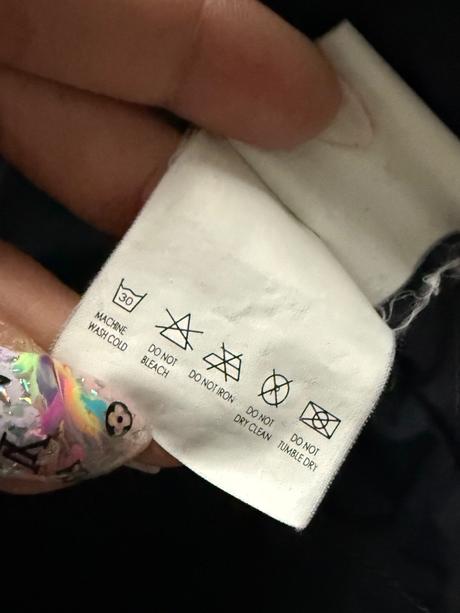 30
MACHINE
WASH COLD
DO NOT
BLEACH
DO NOT IRON
DO NOT
DRY CLEAN
DO NOT
TUMBLE DRY